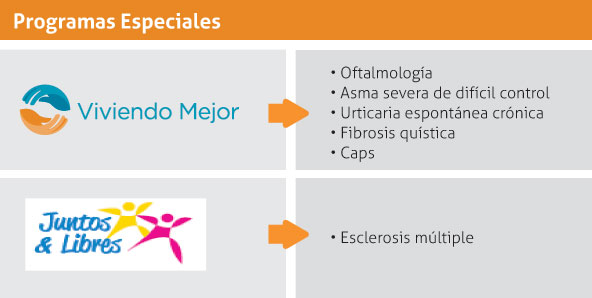 Programas Especiales
Viviendo Mejor
• Oftalmología
• Asma severa de difícil control
• Urticaria espontánea crónica
• Fibrosis quística
• Caps
Juntos
& Libres
• Esclerosis múltiple